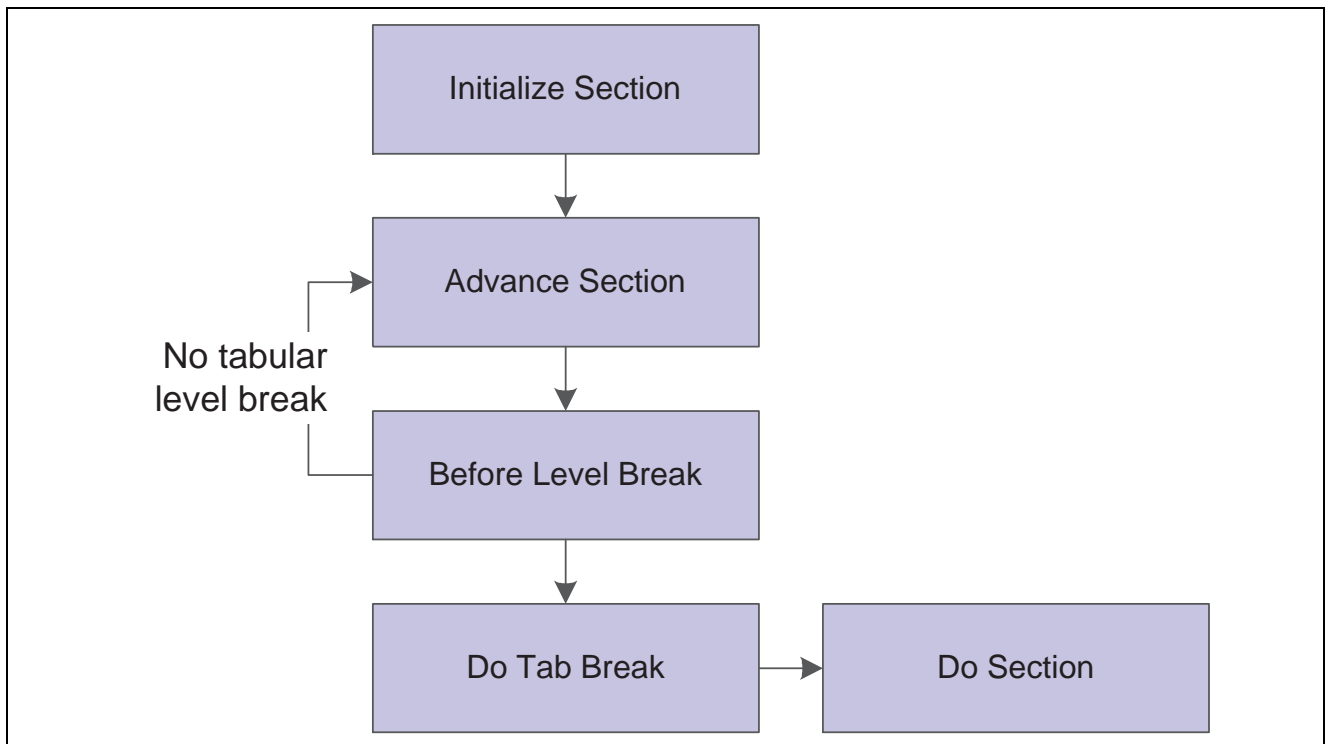 Initialize Section
Advance Section
No tabular
level break
Before Level Break
Do Tab Break
Do Section